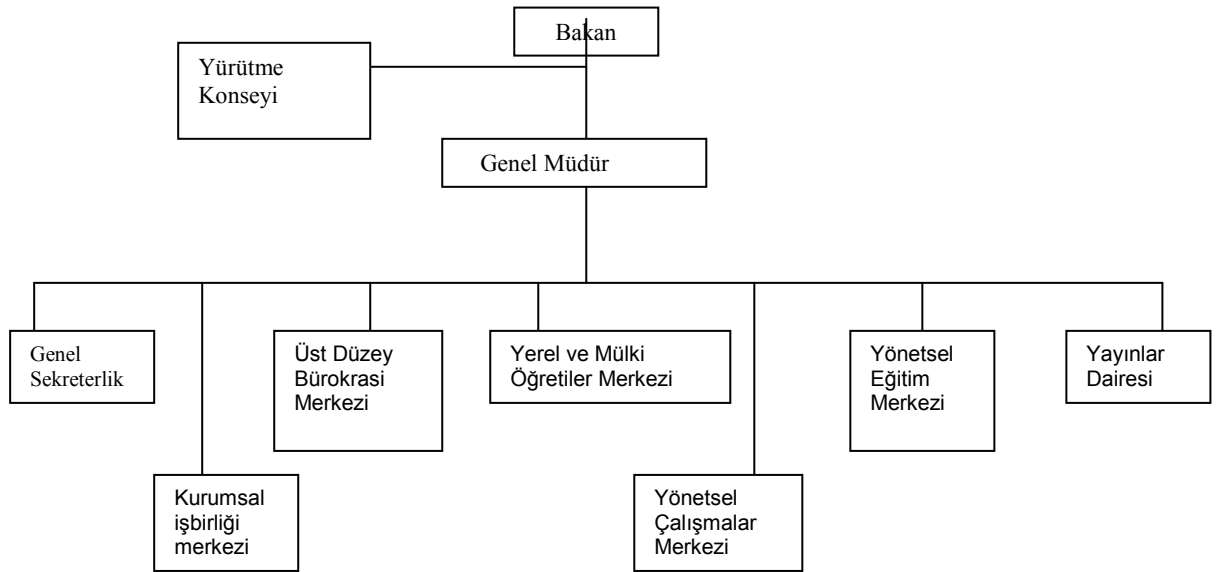 Bakan
Yürütme
Konseyi
Genel Müdür
Genel
Sekreterlik
Üst Düzey
Bürokrasi
Merkezi
Yerel ve Mülki
Öğretiler Merkezi
Yönetsel
Eğitim
Merkezi
Yayınlar
Dairesi
Kurumsal
işbirliği
merkezi
Yönetsel
Çalışmalar
Merkezi